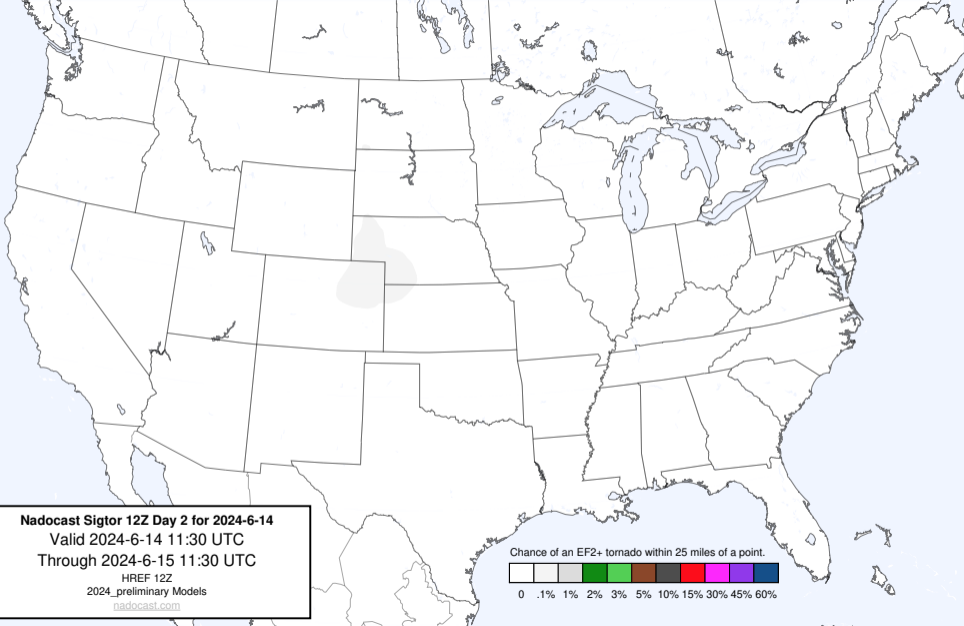 Nadocast Sigtor 12Z Day 2 for 2024-6-14
Valid 2024-6-14 11:30 UTC
Through 2024-6-15 11:30 UTC
HREF 12Z
2024_preliminary Models
nadocast.com
Chance of an EF2+ tornado within 25 miles of a point.
0 .1% 1% 2% 3% 5% 10% 15% 30% 45% 60%